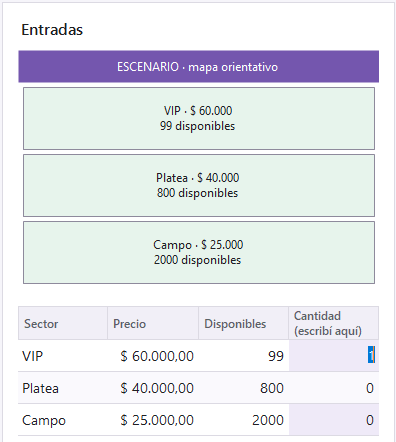 Entradas
ESCENARIO · mapa orientativo
VIP · $ 60.000
99 disponibles
Platea · $ 40.000
800 disponibles
Campo · $ 25.000
2000 disponibles
Sector Precio Disponibles Cantidad
(escribí aquí)
VIP $ 60.000,00 99 1
Platea $ 40.000,00 800 0
Campo $ 25.000,00 2000 0